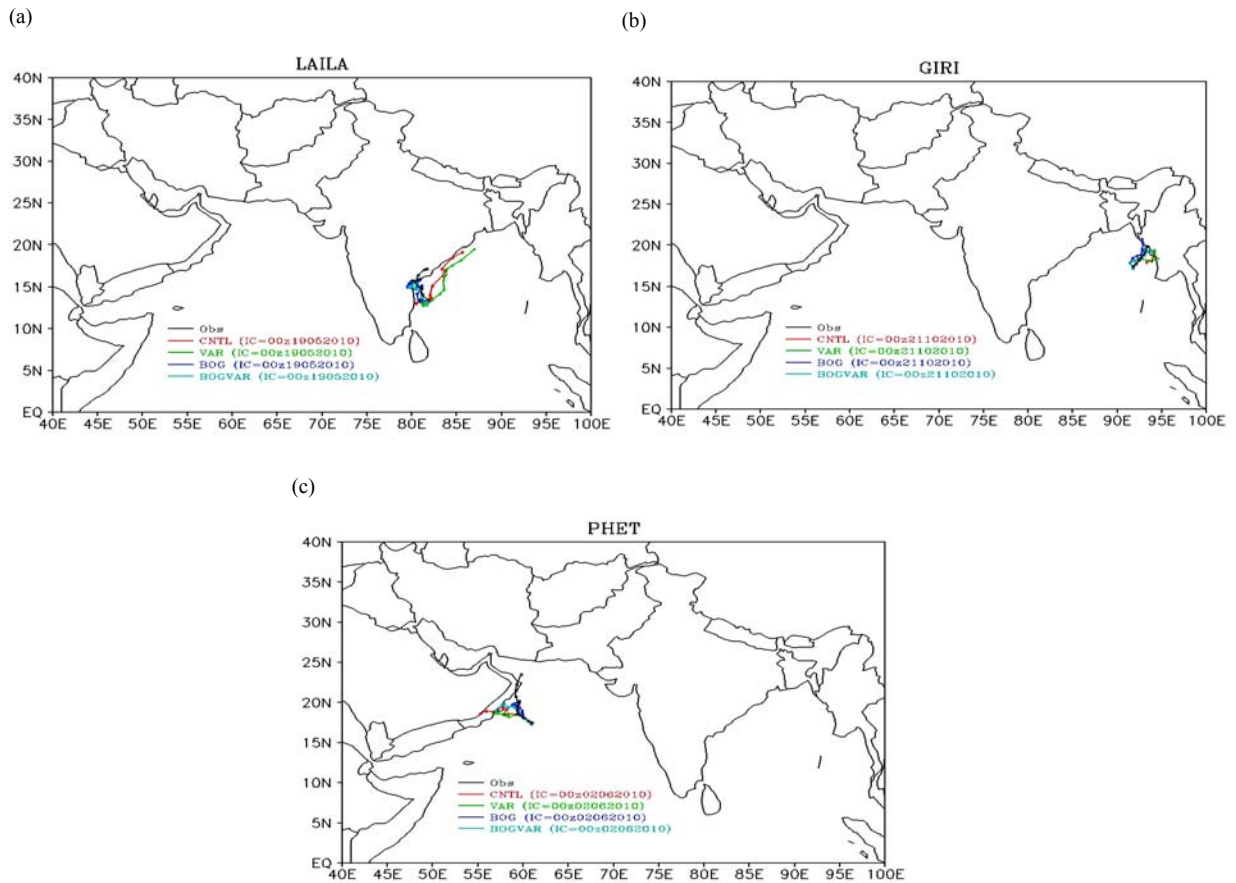 (a)
LAILA
40N
35N
30N
25N
20N
15N
10N
5N
EQ
40E 45E 50E 55E 60E 65E 70E 75E 80E 85E 90E 95E 100E
Obs
CNTL (IC=00z19052010)
VAR (IC=00z19052010)
BOG (IC=00z19052010)
BOGVAR (IC=00z19052010)
(b)
GIRI
40N
35N
30N
25N
20N
15N
10N
5N
EQ
40E 45E 50E 55E 60E 65E 70E 75E 80E 85E 90E 95E 100E
Obs
CNTL (IC=00z21102010)
VAR (IC=00z21102010)
BOG (IC=00z21102010)
BOGVAR (IC=00z21102010)
(c)
PHET
40N
35N
30N
25N
20N
15N
10N
5N
EQ
40E 45E 50E 55E 60E 65E 70E 75E 80E 85E 90E 95E 100E
Obs
CNTL (IC=00z02062010)
VAR (IC=00z02062010)
BOG (IC=00z02062010)
BOGVAR (IC=00z02062010)